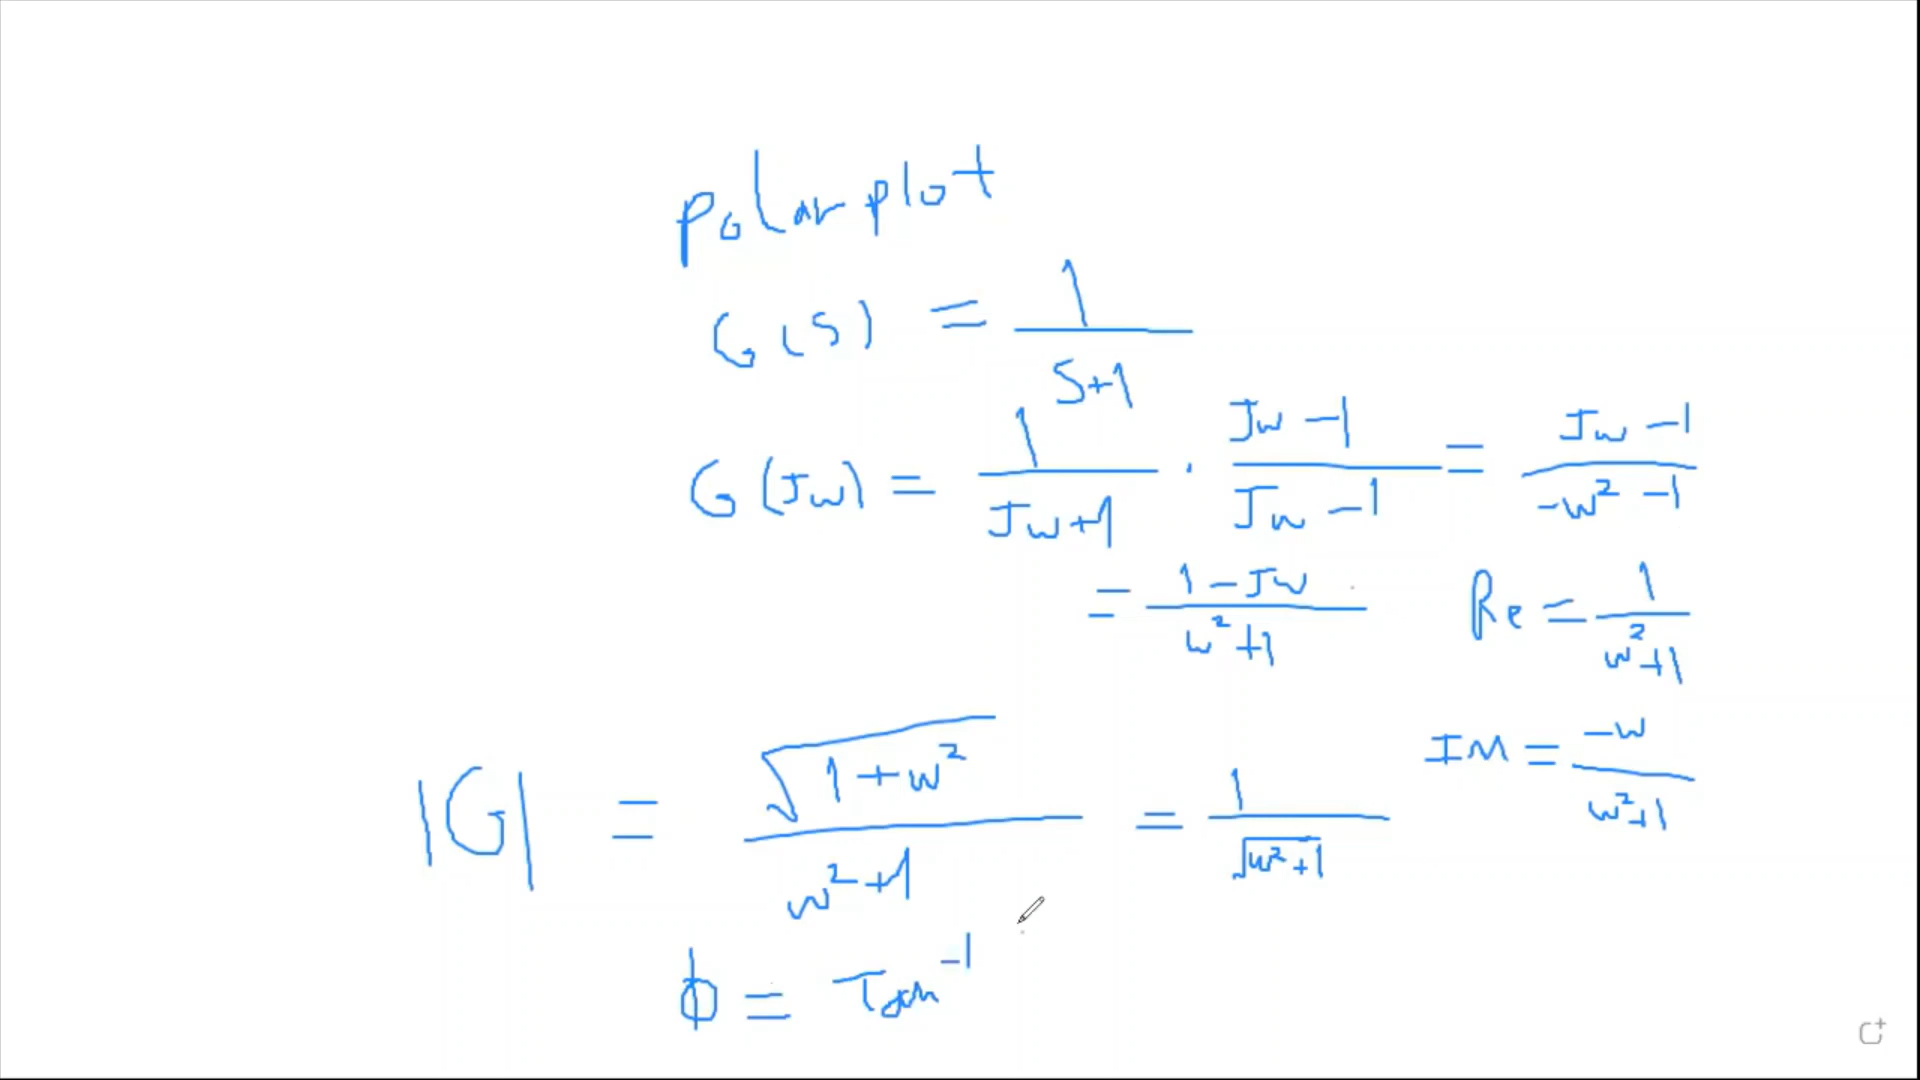 Polar plot
G(S) = 1 / S+1
G(Jw) = 1 / Jw+1 · Jw-1 / Jw-1 = Jw-1 / -w²-1
= 1-Jw / w²+1
Re = 1 / w²+1
IM = -w / w²+1
|G| = √1+w² / w²+1 = 1 / √w²+1
ϕ = Tan⁻¹